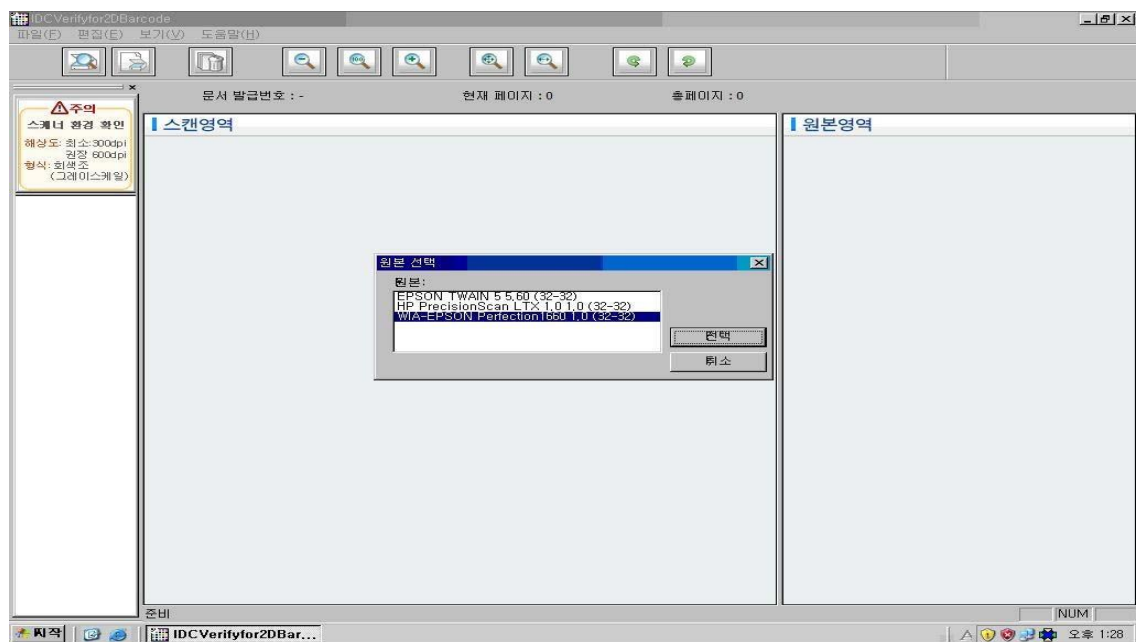 IDCVerifyfor2DBarcode
파일(F) 편집(E) 보기(V) 도움말(H)
문서 발급번호 : - 현재 페이지 : 0 총페이지 : 0
주의
스케너 환경 확인
해상도: 최소:300dpi
권장 600dpi
형식: 회색조
(그레이스케일)
스캔영역
원본영역
원본 선택
원본:
EPSON TWAIN 5 5,60 (32-32)
HP PrecisionScan LTX 1,0 1,0 (32-32)
WIA-EPSON Perfection1660 1,0 (32-32)
선택
취소
준비
NUM
시작
IDCVerifyfor2DBar...
A
오후 1:28